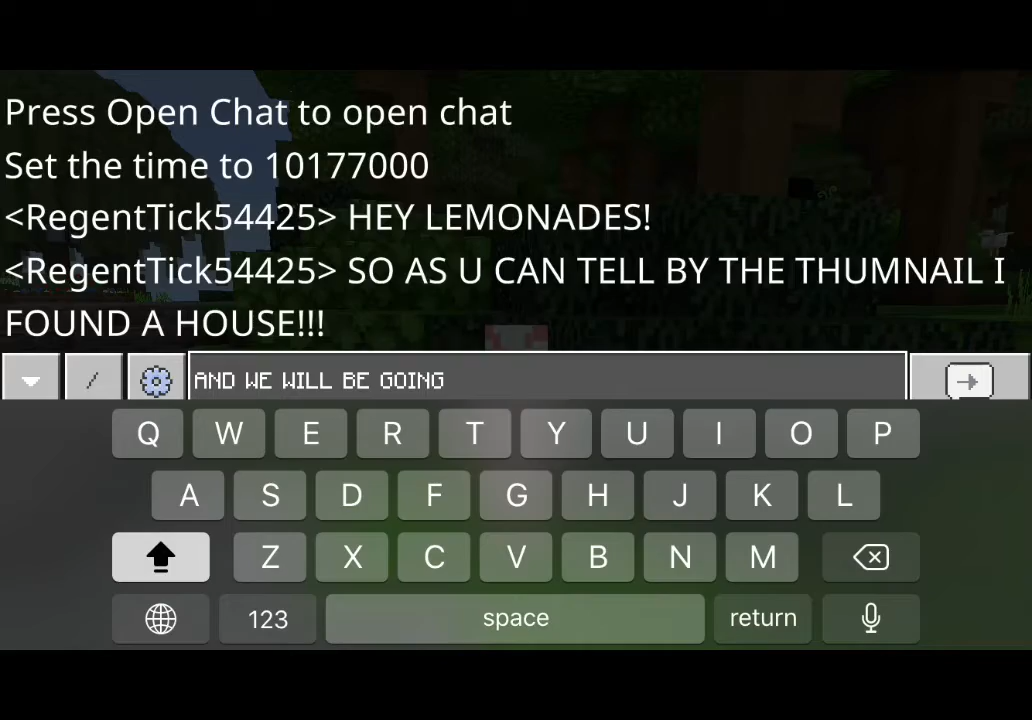 Press Open Chat to open chat
Set the time to 10177000
<RegentTick54425> HEY LEMONADES!
<RegentTick54425> SO AS U CAN TELL BY THE THUMNAIL I
FOUND A HOUSE!!!
/ AND WE WILL BE GOING
Q W E R T Y U I O P
A S D F G H J K L
Z X C V B N M
123 space return